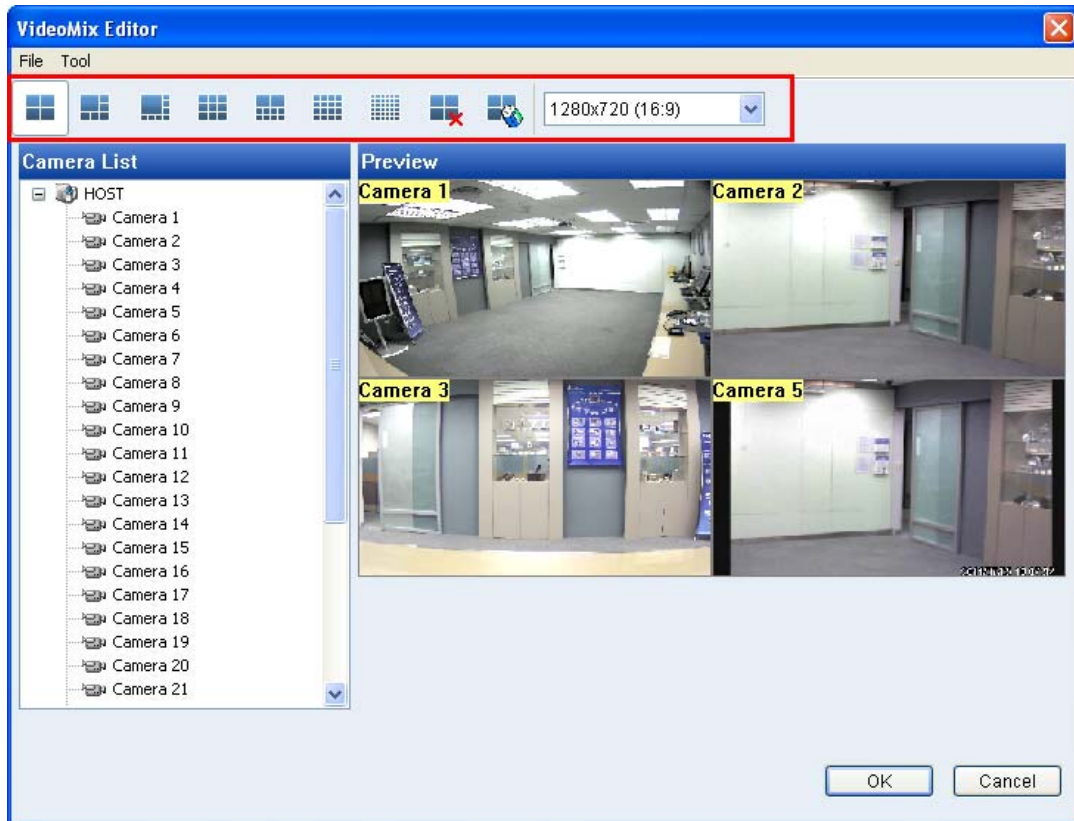 VideoMix Editor
File Tool
1280x720 (16:9)
Camera List
HOST
Camera 1
Camera 2
Camera 3
Camera 4
Camera 5
Camera 6
Camera 7
Camera 8
Camera 9
Camera 10
Camera 11
Camera 12
Camera 13
Camera 14
Camera 15
Camera 16
Camera 17
Camera 18
Camera 19
Camera 20
Camera 21
Preview
Camera 1
Camera 2
Camera 3
Camera 5
OK
Cancel